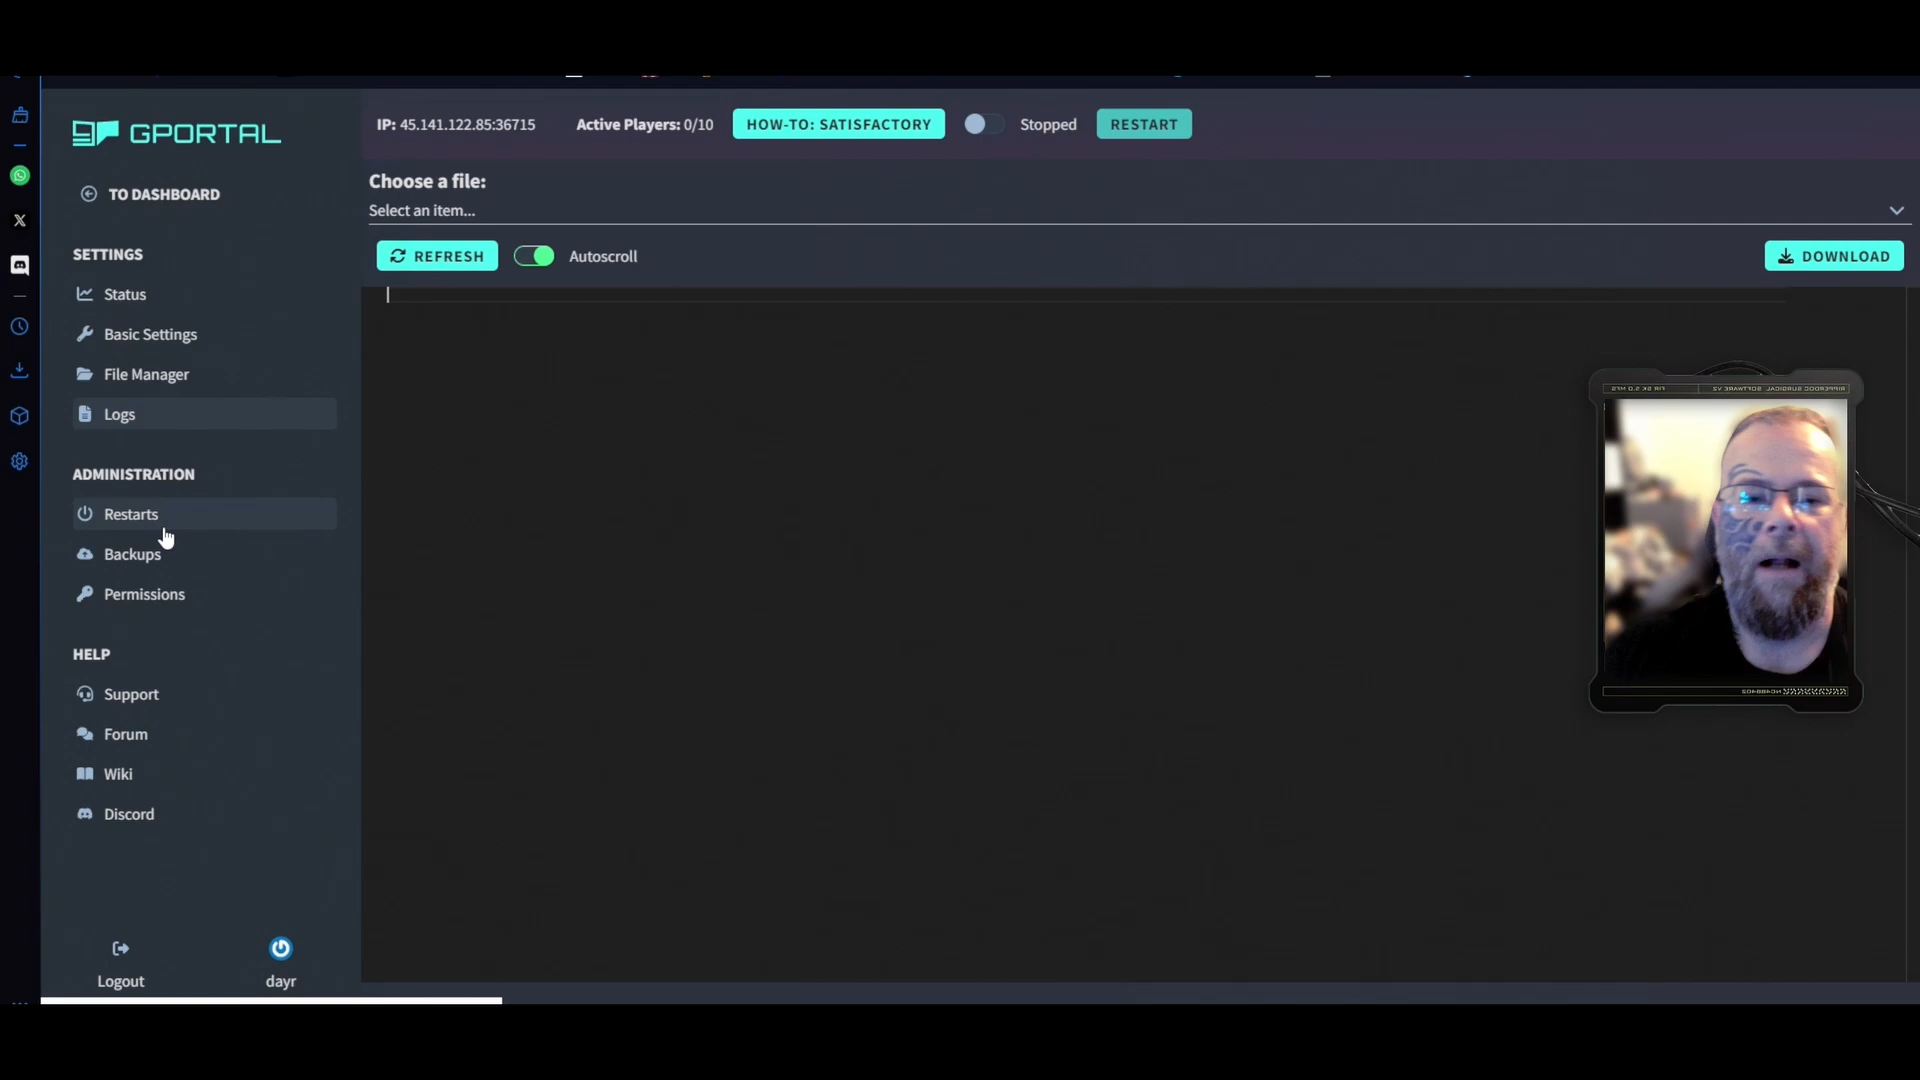 GPORTAL
IP: 45.141.122.85:36715 Active Players: 0/10 HOW-TO: SATISFACTORY Stopped RESTART
TO DASHBOARD
Choose a file:
Select an item...
REFRESH Autoscroll DOWNLOAD
SETTINGS
Status
Basic Settings
File Manager
Logs
ADMINISTRATION
Restarts
Backups
Permissions
HELP
Support
Forum
Wiki
Discord
Logout dayr